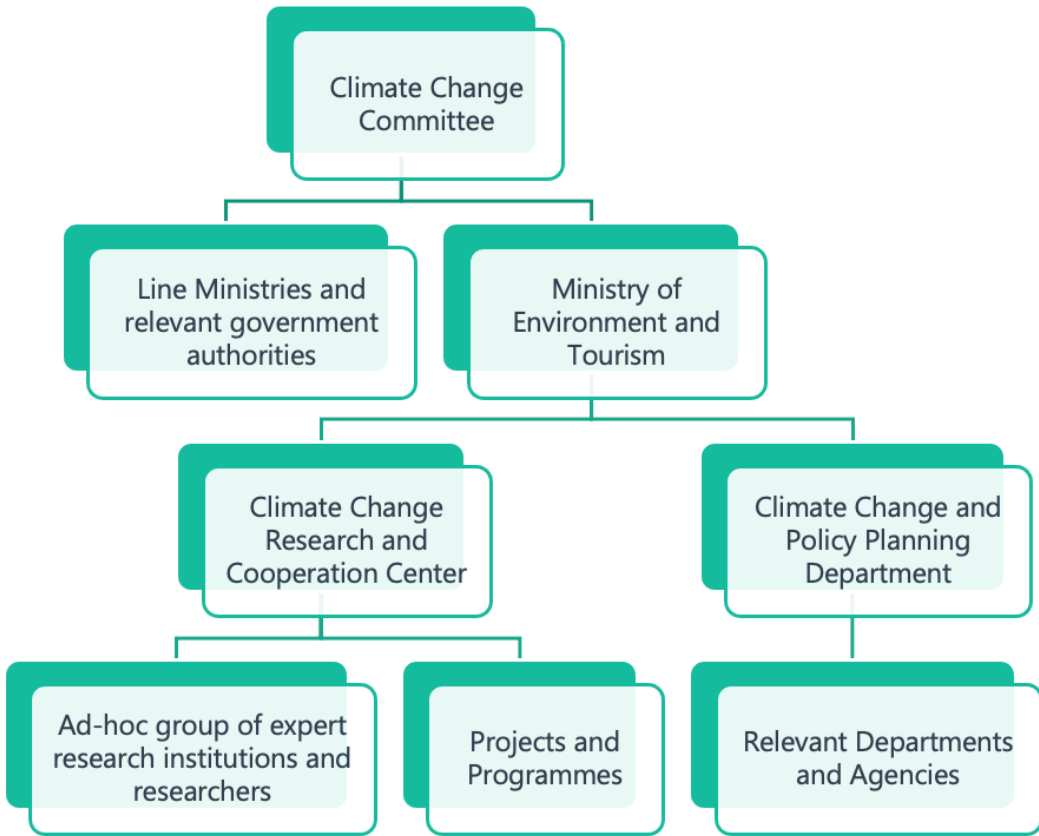 Climate Change
Committee
Line Ministries and
relevant government
authorities
Ministry of
Environment and
Tourism
Climate Change
Research and
Cooperation Center
Climate Change and
Policy Planning
Department
Ad-hoc group of expert
research institutions and
researchers
Projects and
Programmes
Relevant Departments
and Agencies